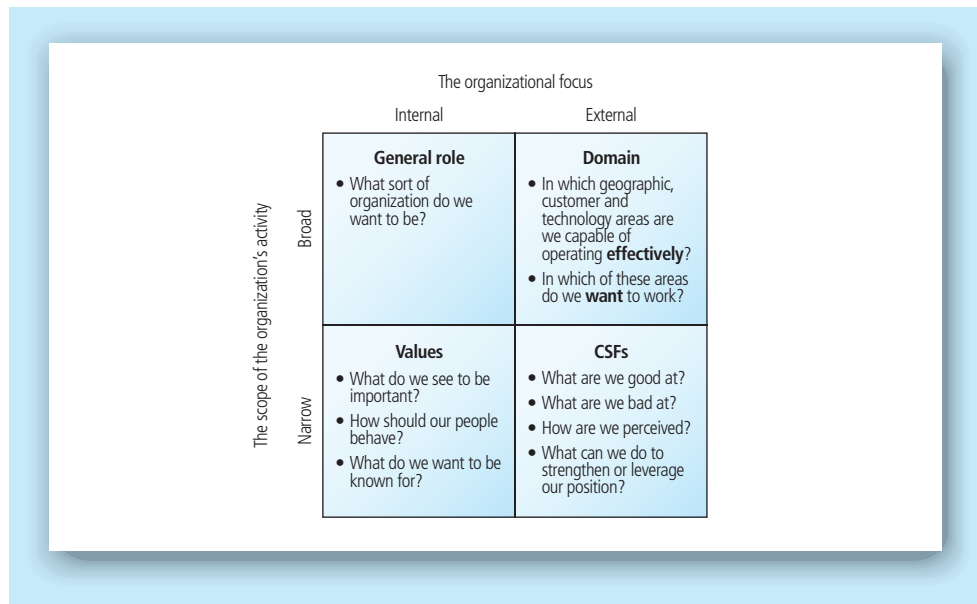 The organizational focus
Internal
External
The scope of the organization's activity
Broad
General role
• What sort of
organization do we
want to be?
Domain
• In which geographic,
customer and
technology areas are
we capable of
operating effectively?
• In which of these areas
do we want to work?
Narrow
Values
• What do we see to be
important?
• How should our people
behave?
• What do we want to be
known for?
CSFs
• What are we good at?
• What are we bad at?
• How are we perceived?
• What can we do to
strengthen or leverage
our position?